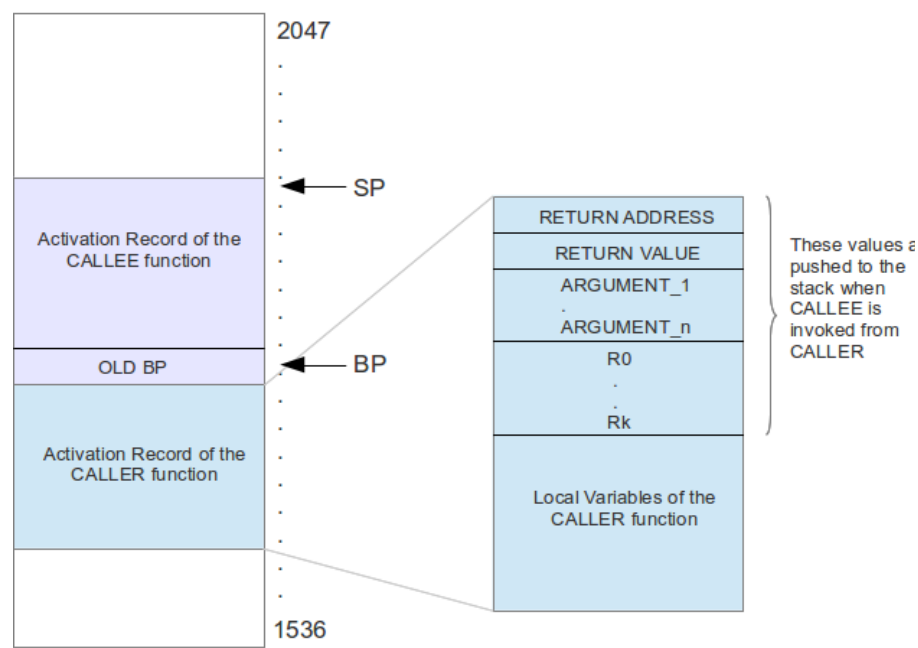 2047
SP
Activation Record of the
CALLEE function
OLD BP
BP
Activation Record of the
CALLER function
1536
RETURN ADDRESS
RETURN VALUE
ARGUMENT_1
.
ARGUMENT_n
R0
.
.
Rk
Local Variables of the
CALLER function
These values a
pushed to the
stack when
CALLEE is
invoked from
CALLER